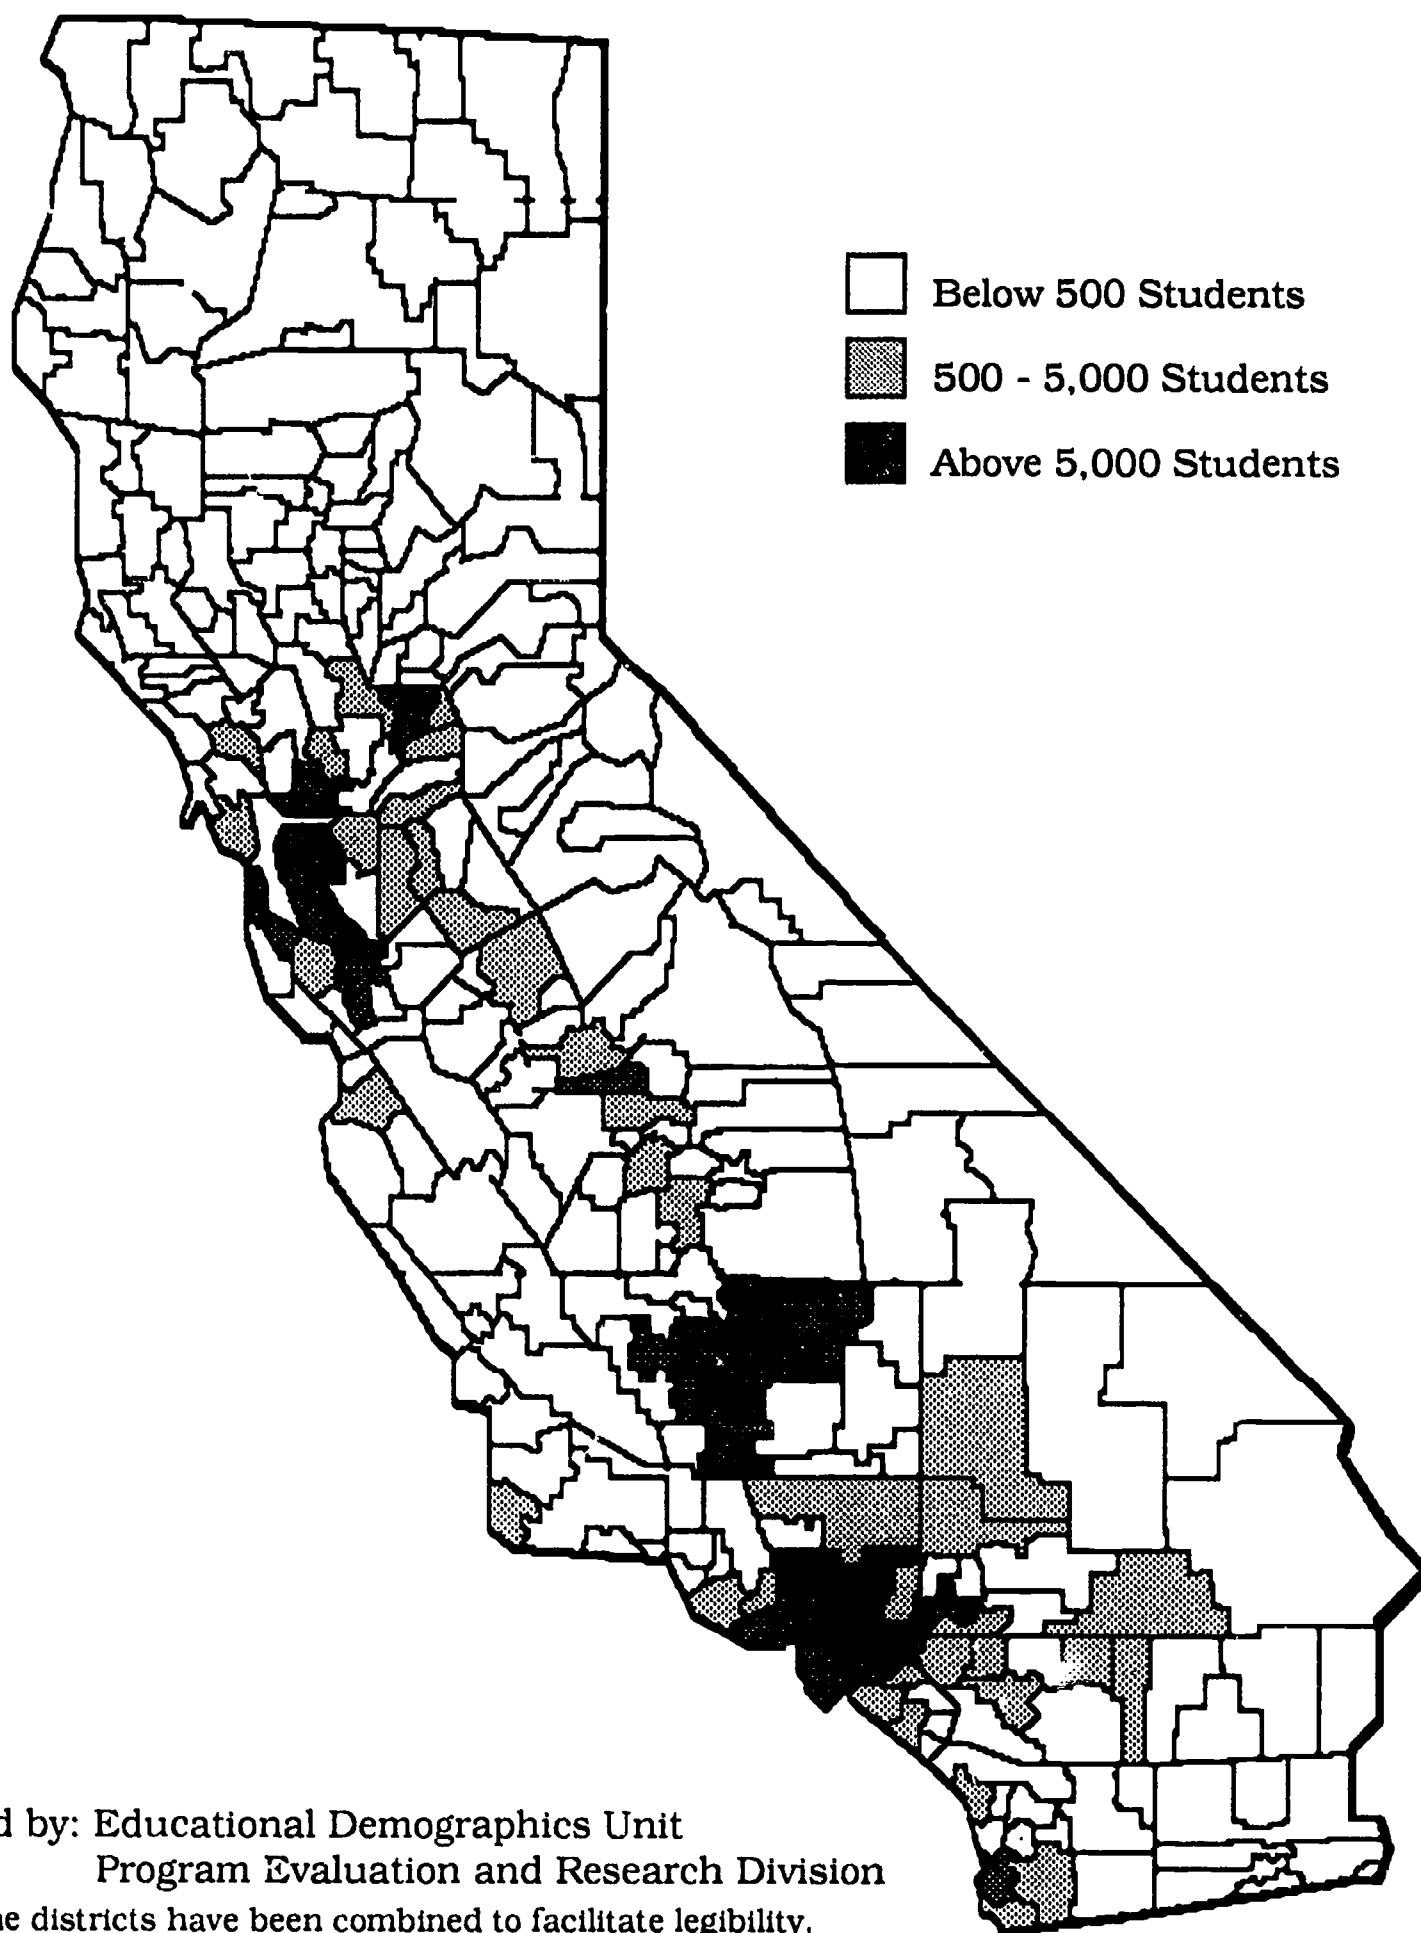 Below 500 Students
500 - 5,000 Students
Above 5,000 Students
d by: Educational Demographics Unit
Program Evaluation and Research Division
ne districts have been combined to facilitate legibility.